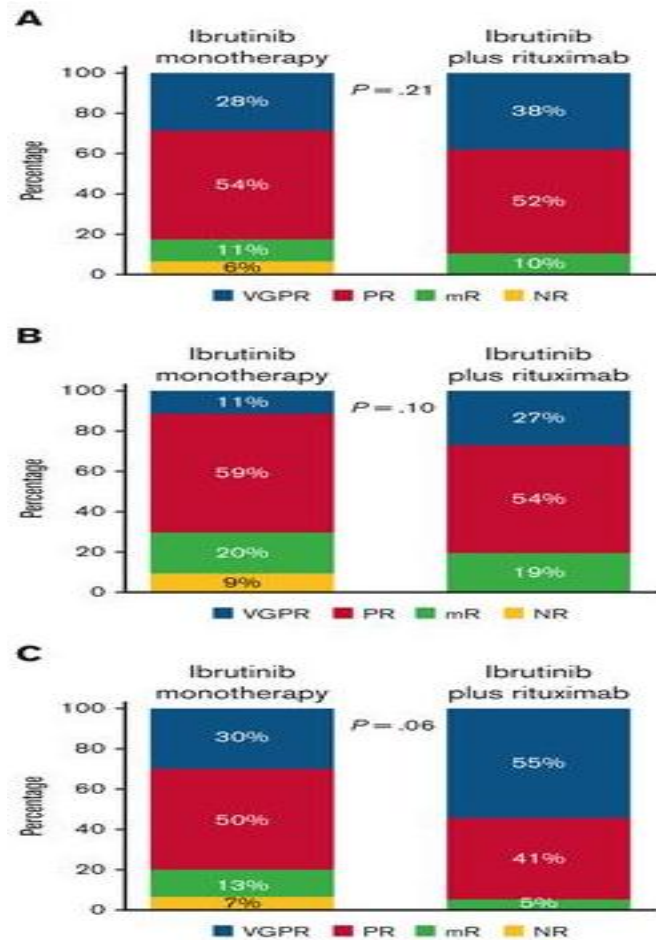 A
Ibrutinib monotherapy
Ibrutinib plus rituximab
Percentage
100
80
60
40
20
0
28%
54%
11%
6%
P = .21
38%
52%
10%
VGPR PR mR NR
B
Ibrutinib monotherapy
Ibrutinib plus rituximab
Percentage
100
80
60
40
20
0
11%
59%
20%
9%
P = .10
27%
54%
19%
VGPR PR mR NR
C
Ibrutinib monotherapy
Ibrutinib plus rituximab
Percentage
100
80
60
40
20
0
30%
50%
13%
7%
P = .06
55%
41%
5%
VGPR PR mR NR